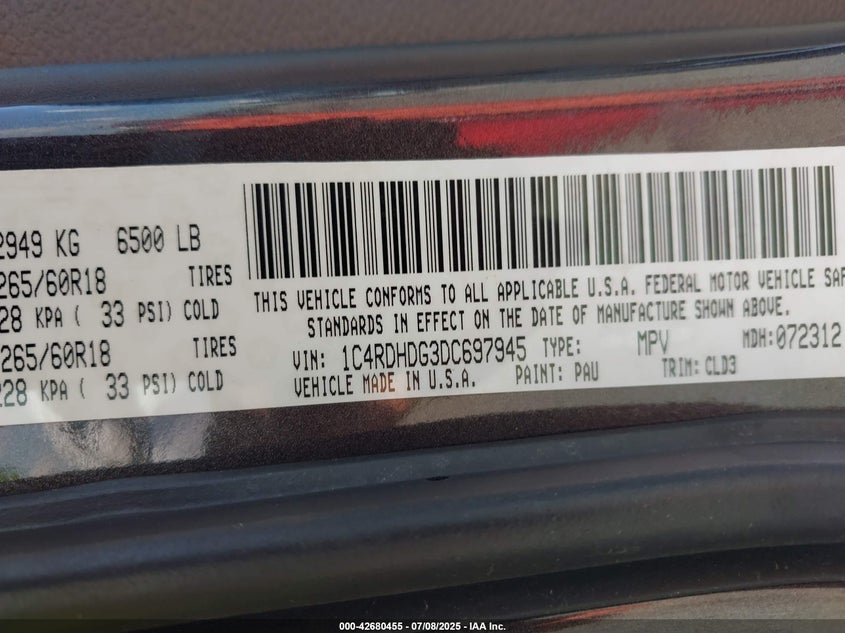 2949 KG 6500 LB
265/60R18 TIRES
28 KPA ( 33 PSI) COLD
265/60R18 TIRES
228 KPA ( 33 PSI) COLD
THIS VEHICLE CONFORMS TO ALL APPLICABLE U.S.A. FEDERAL MOTOR VEHICLE SAF
STANDARDS IN EFFECT ON THE DATE OF MANUFACTURE SHOWN ABOVE.
VIN: 1C4RDHDG3DC697945 TYPE: MPV MDH:072312
VEHICLE MADE IN U.S.A. PAINT: PAU TRIM: CLD3
000-42680455 - 07/08/2025 - IAA Inc.